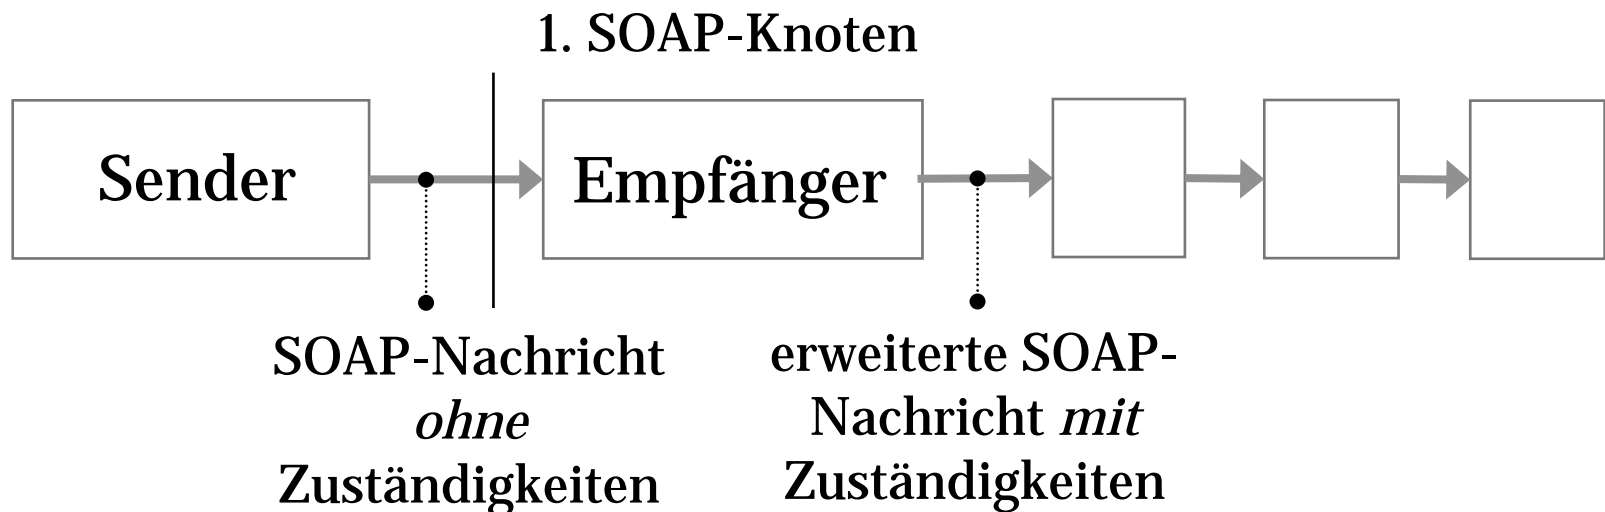 1. SOAP-Knoten
Sender
Empfänger
SOAP-Nachricht
ohne
Zuständigkeiten
erweiterte SOAP-
Nachricht mit
Zuständigkeiten